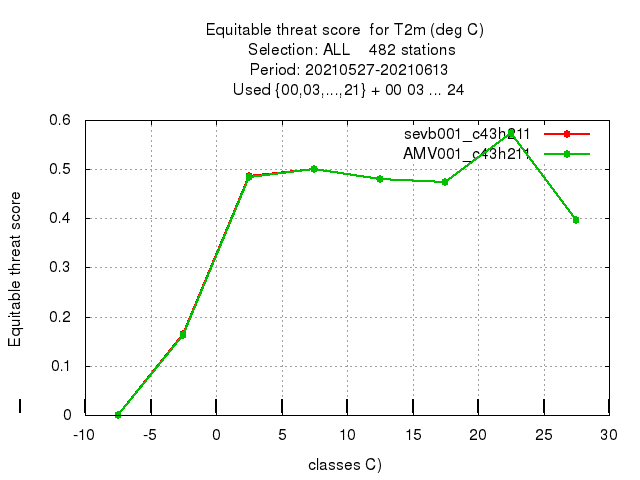 Equitable threat score for T2m (deg C)
Selection: ALL 482 stations
Period: 20210527-20210613
Used {00,03,...,21} + 00 03 ... 24
sevb001_c43h211
AMV001_c43h211
0.6
0.5
0.4
0.3
0.2
0.1
0
Equitable threat score
-10 -5 0 5 10 15 20 25 30
classes C)